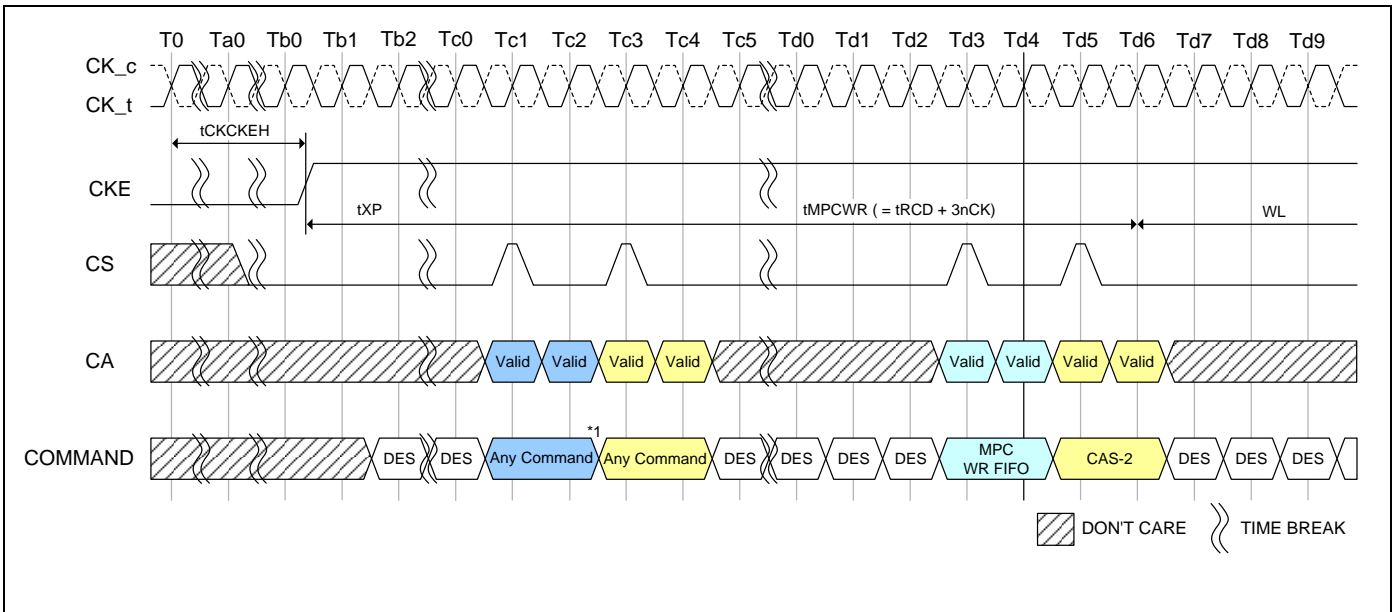 T0 Ta0 Tb0 Tb1 Tb2 Tc0 Tc1 Tc2 Tc3 Tc4 Tc5 Td0 Td1 Td2 Td3 Td4 Td5 Td6 Td7 Td8 Td9
CK_c
CK_t
tCKCKEH
CKE
tXP tMPCWR ( = tRCD + 3nCK) WL
CS
CA Valid Valid Valid Valid Valid Valid Valid Valid
*1
COMMAND DES DES Any Command Any Command DES DES DES DES MPC WR FIFO CAS-2 DES DES DES
DON'T CARE TIME BREAK